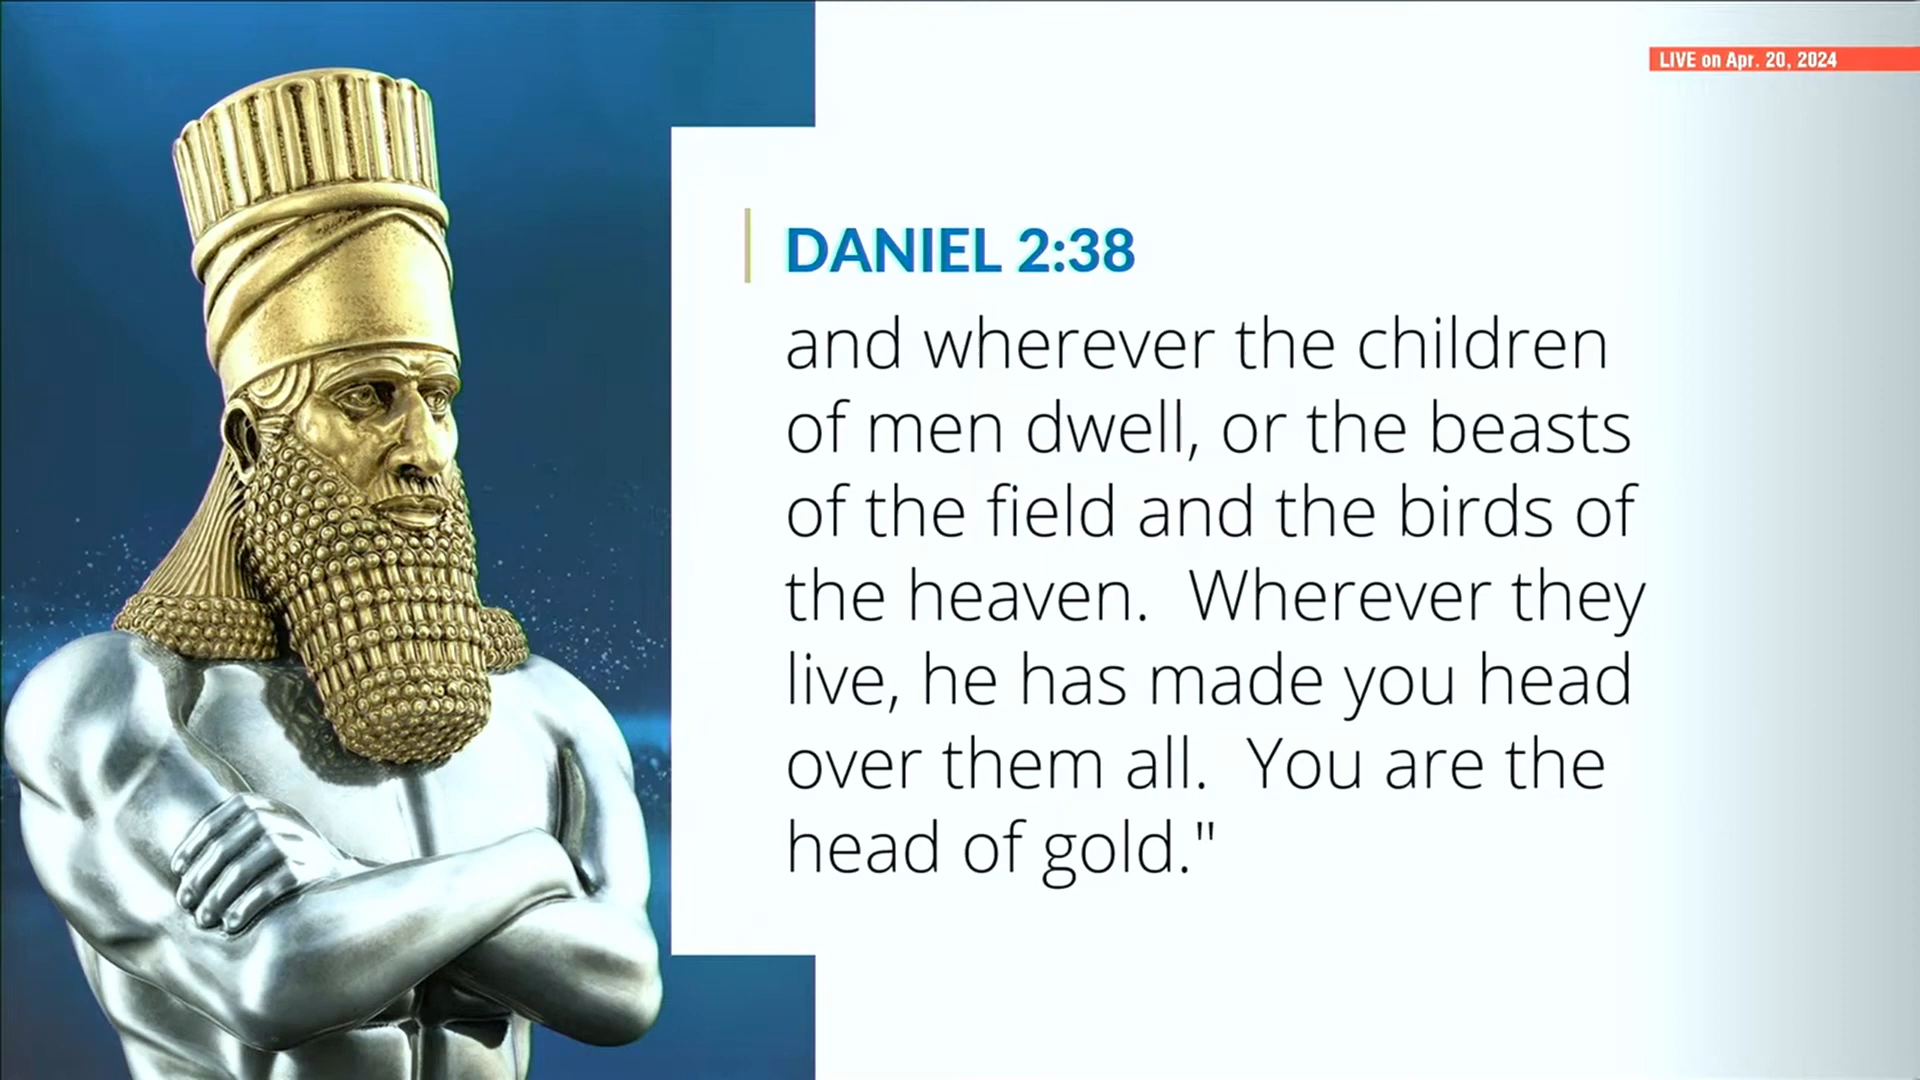 LIVE on Apr. 20, 2024
DANIEL 2:38
and wherever the children
of men dwell, or the beasts
of the field and the birds of
the heaven.  Wherever they
live, he has made you head
over them all.  You are the
head of gold."